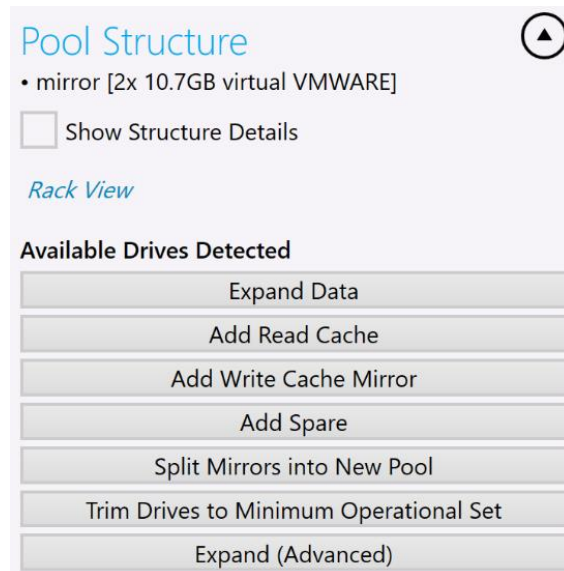 Pool Structure
• mirror [2x 10.7GB virtual VMWARE]
Show Structure Details
Rack View
Available Drives Detected
Expand Data
Add Read Cache
Add Write Cache Mirror
Add Spare
Split Mirrors into New Pool
Trim Drives to Minimum Operational Set
Expand (Advanced)